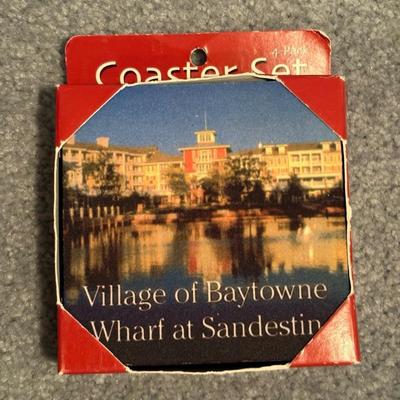 4-Pack
Coaster Set
Village of Baytowne
Wharf at Sandestin